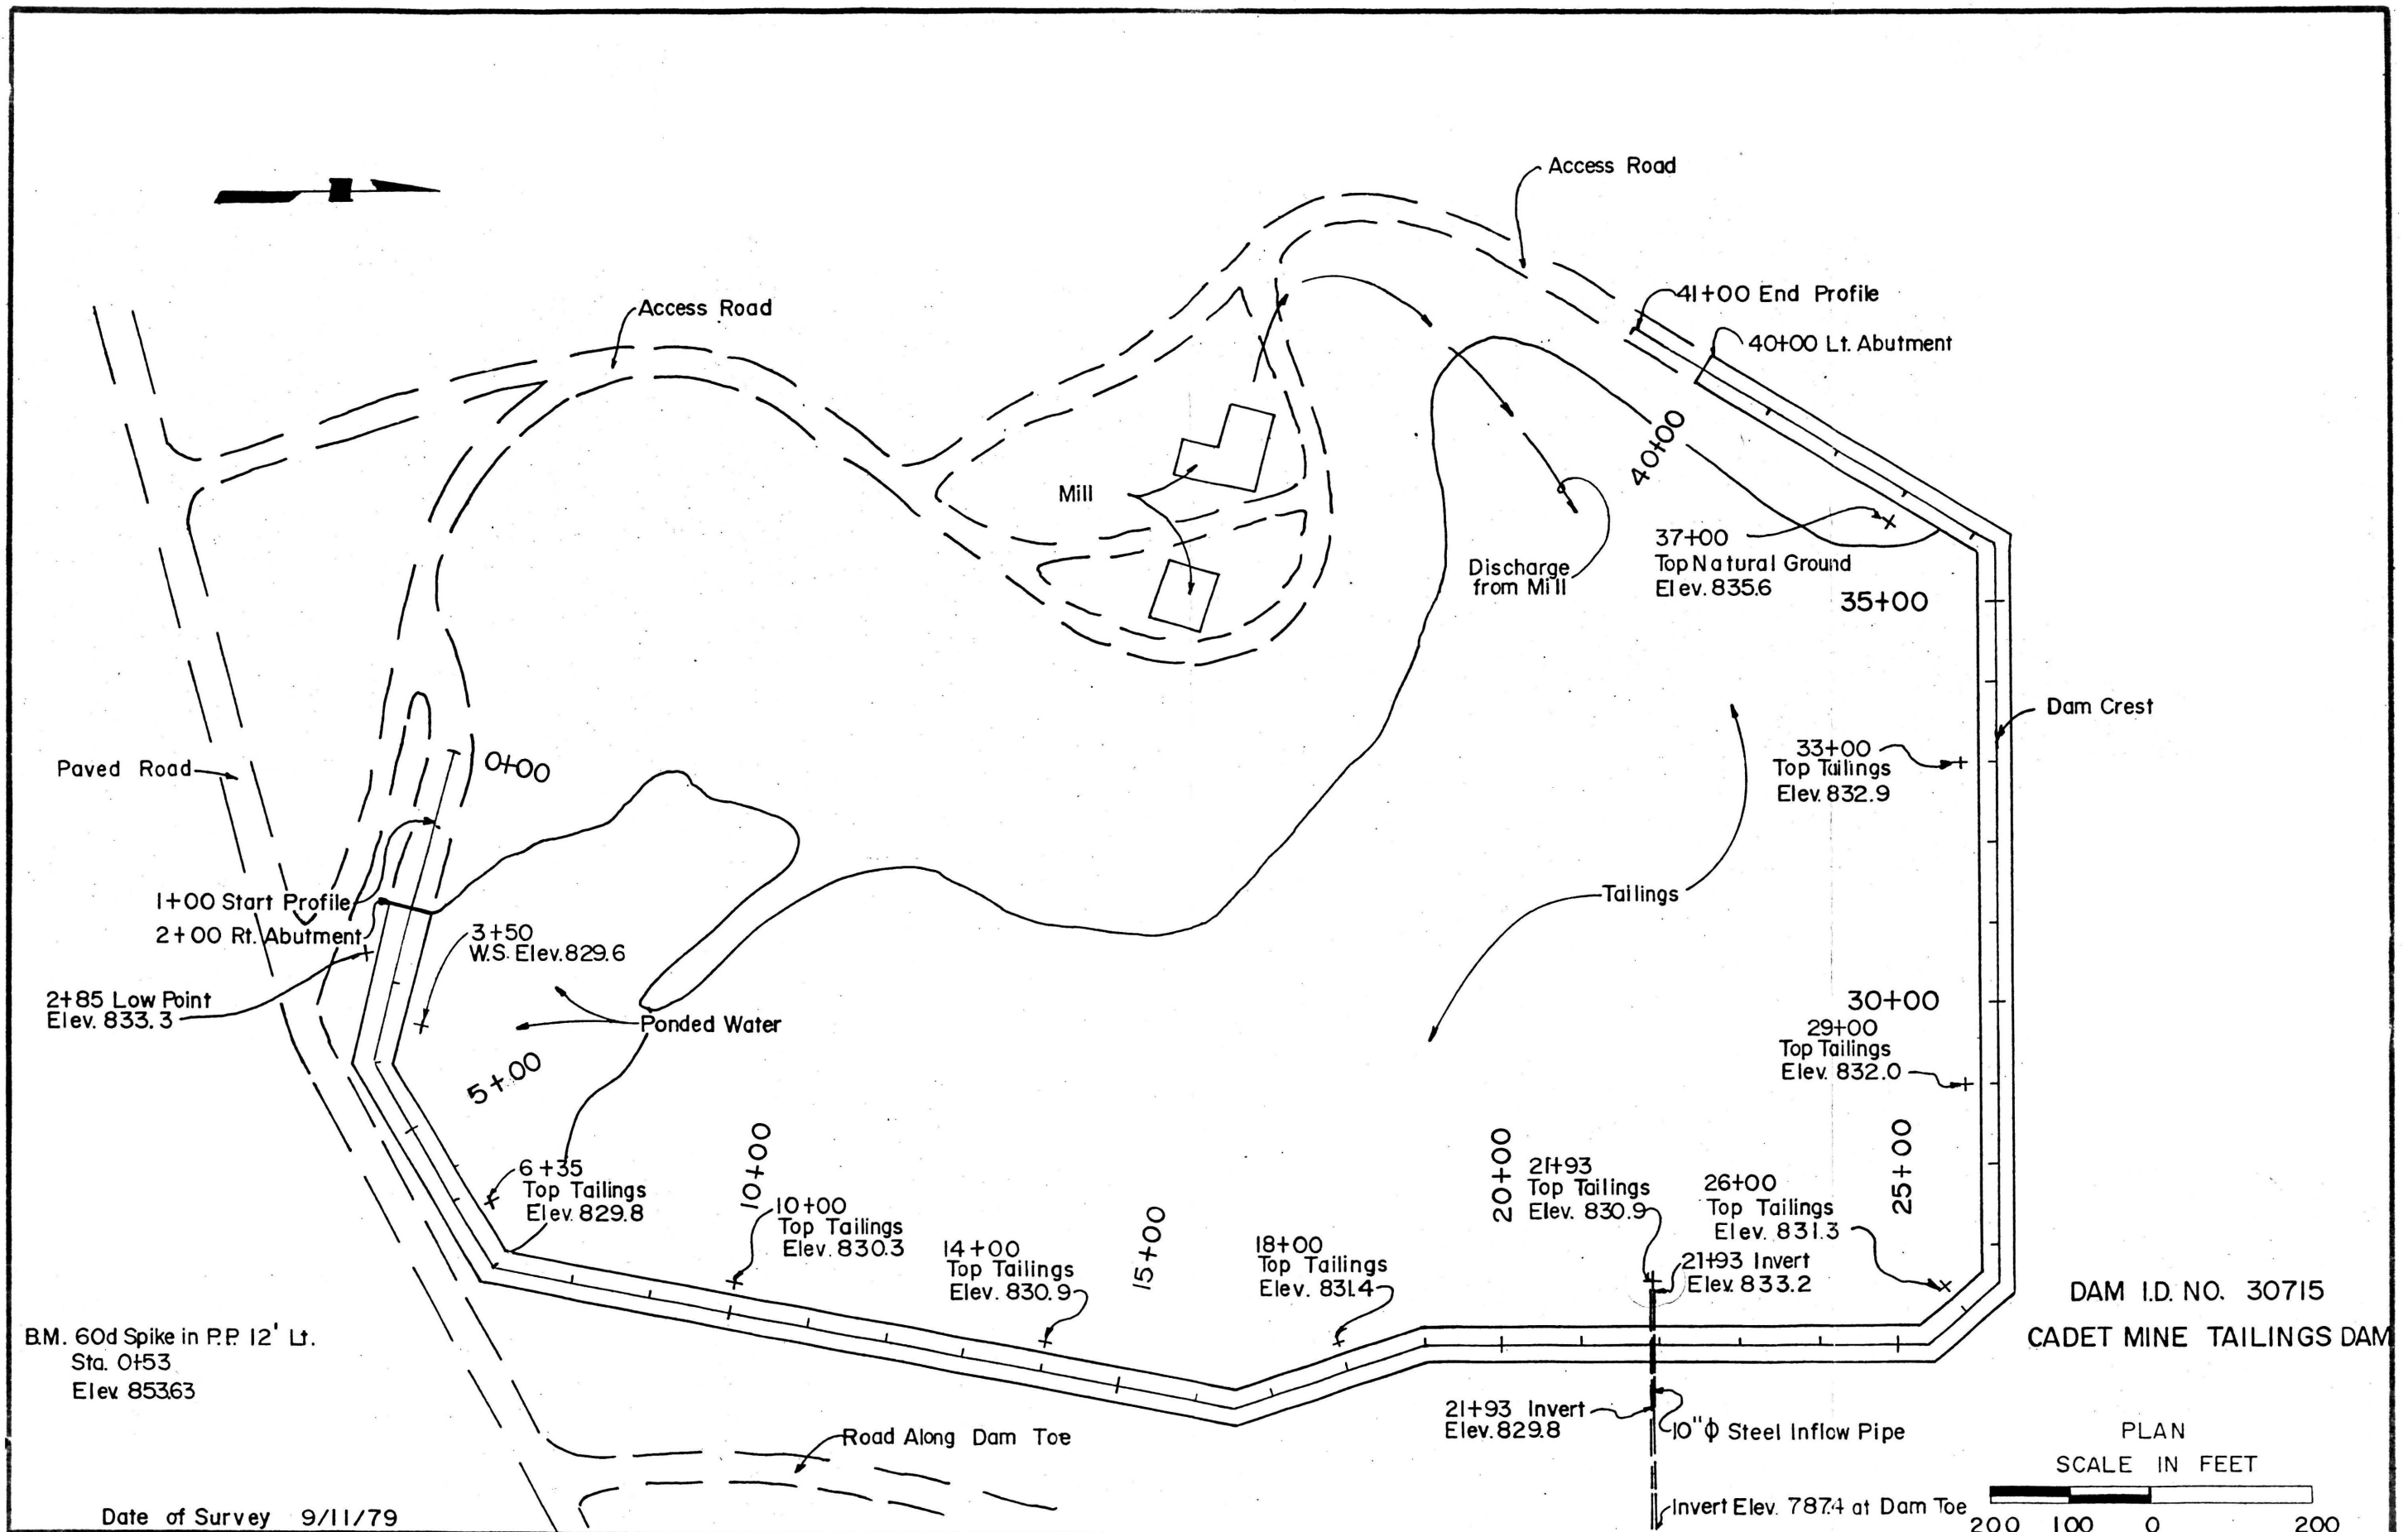 N
Access Road
Access Road
41+00 End Profile
40+00 Lt. Abutment
40+00
Mill
Discharge
from Mill
37+00
Top Natural Ground
Elev. 835.6
35+00
Dam Crest
33+00
Top Tailings
Elev. 832.9
Paved Road
0+00
1+00 Start Profile
2+00 Rt. Abutment
3+50
W.S. Elev. 829.6
2+85 Low Point
Elev. 833.3
Ponded Water
Tailings
5+00
30+00
29+00
Top Tailings
Elev. 832.0
6+35
Top Tailings
Elev. 829.8
10+00
10+00
Top Tailings
Elev. 830.3
14+00
Top Tailings
Elev. 830.9
15+00
18+00
Top Tailings
Elev. 831.4
20+00
21+93
Top Tailings
Elev. 830.9
26+00
Top Tailings
Elev. 831.3
25+00
21+93 Invert
Elev. 833.2
DAM I.D. NO. 30715
CADET MINE TAILINGS DAM
B.M. 60d Spike in P.P. 12' Lt.
Sta. 0+53
Elev. 853.63
21+93 Invert
Elev. 829.8
10"ϕ Steel Inflow Pipe
Road Along Dam Toe
Invert Elev. 787.4 at Dam Toe
PLAN
SCALE IN FEET
200 100 0 200
Date of Survey 9/11/79